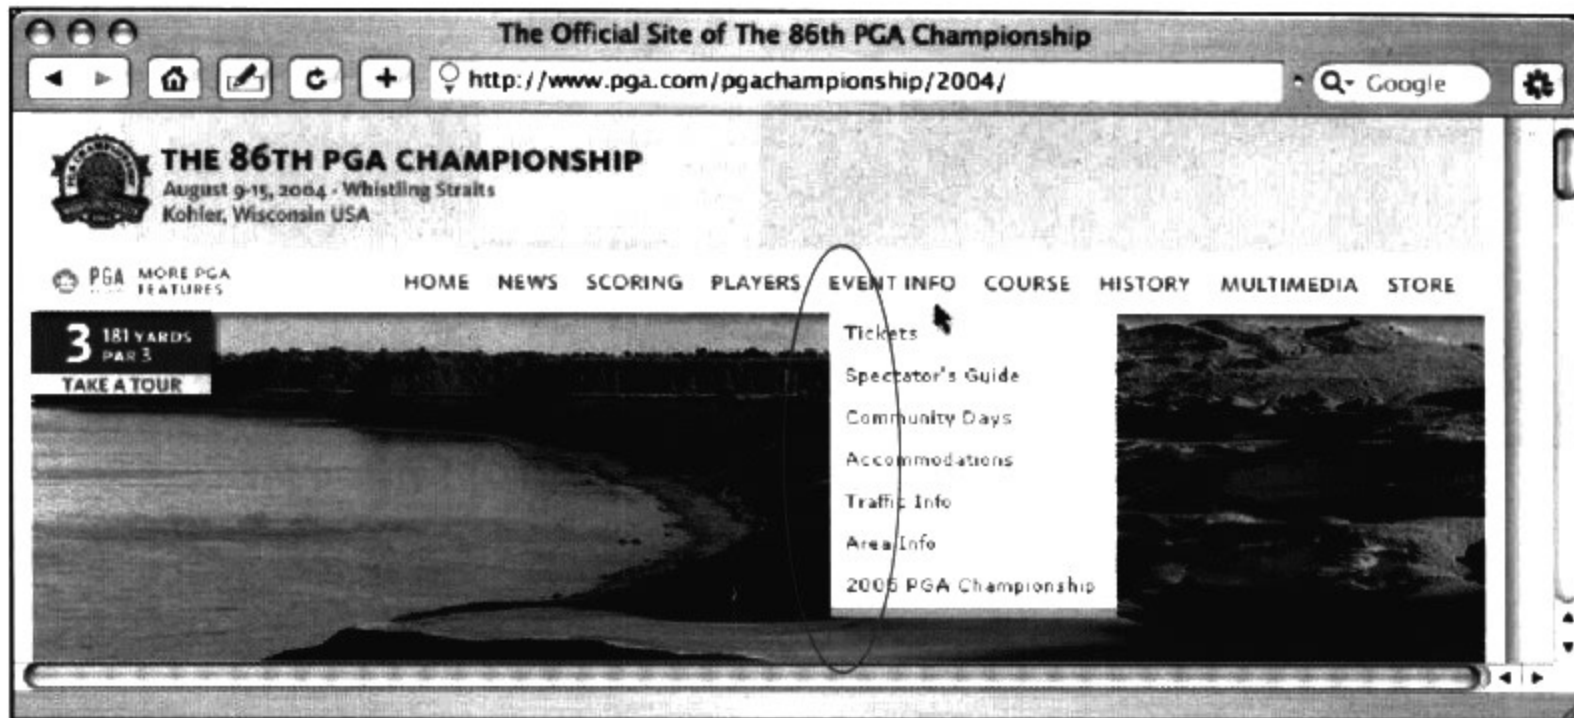 The Official Site of The 86th PGA Championship
http://www.pga.com/pgachampionship/2004/
Google
THE 86TH PGA CHAMPIONSHIP
August 9-15, 2004 - Whistling Straits
Kohler, Wisconsin USA
PGA MORE PGA FEATURES
HOME NEWS SCORING PLAYERS EVENT INFO COURSE HISTORY MULTIMEDIA STORE
3 181 YARDS
PAR 3
TAKE A TOUR
Tickets
Spectator's Guide
Community Days
Accommodations
Traffic Info
Area Info
2005 PGA Championship